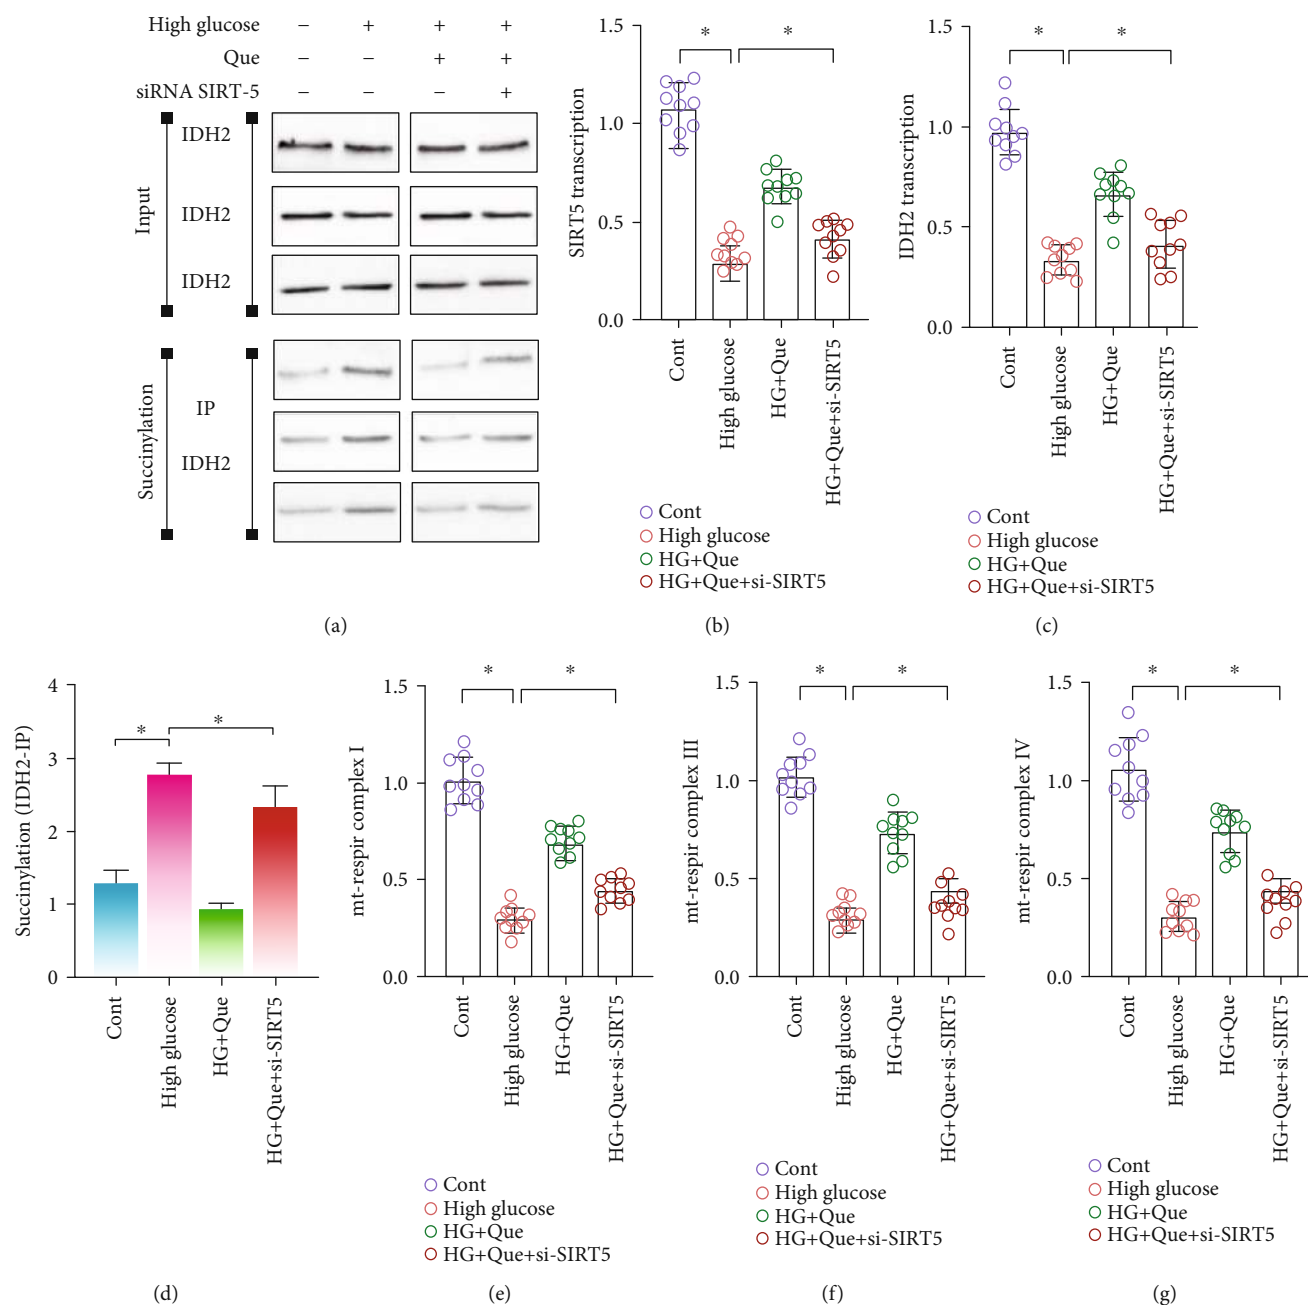 High glucose − + + +
Que − − + +
siRNA SIRT-5 − − − +
Input
IDH2
IDH2
IDH2
Succinylation
IP
IDH2
(a)
SIRT5 transcription
1.5
1.0
0.5
0.0
* *
Cont
High glucose
HG+Que
HG+Que+si-SIRT5
Cont
High glucose
HG+Que
HG+Que+si-SIRT5
(b)
IDH2 transcription
1.5
1.0
0.5
0.0
* *
Cont
High glucose
HG+Que
HG+Que+si-SIRT5
Cont
High glucose
HG+Que
HG+Que+si-SIRT5
(c)
Succinylation (IDH2-IP)
4
3
2
1
0
* *
Cont
High glucose
HG+Que
HG+Que+si-SIRT5
(d)
mt-respir complex I
1.5
1.0
0.5
0.0
* *
Cont
High glucose
HG+Que
HG+Que+si-SIRT5
Cont
High glucose
HG+Que
HG+Que+si-SIRT5
(e)
mt-respir complex III
1.5
1.0
0.5
0.0
* *
Cont
High glucose
HG+Que
HG+Que+si-SIRT5
Cont
High glucose
HG+Que
HG+Que+si-SIRT5
(f)
mt-respir complex IV
1.5
1.0
0.5
0.0
* *
Cont
High glucose
HG+Que
HG+Que+si-SIRT5
Cont
High glucose
HG+Que
HG+Que+si-SIRT5
(g)